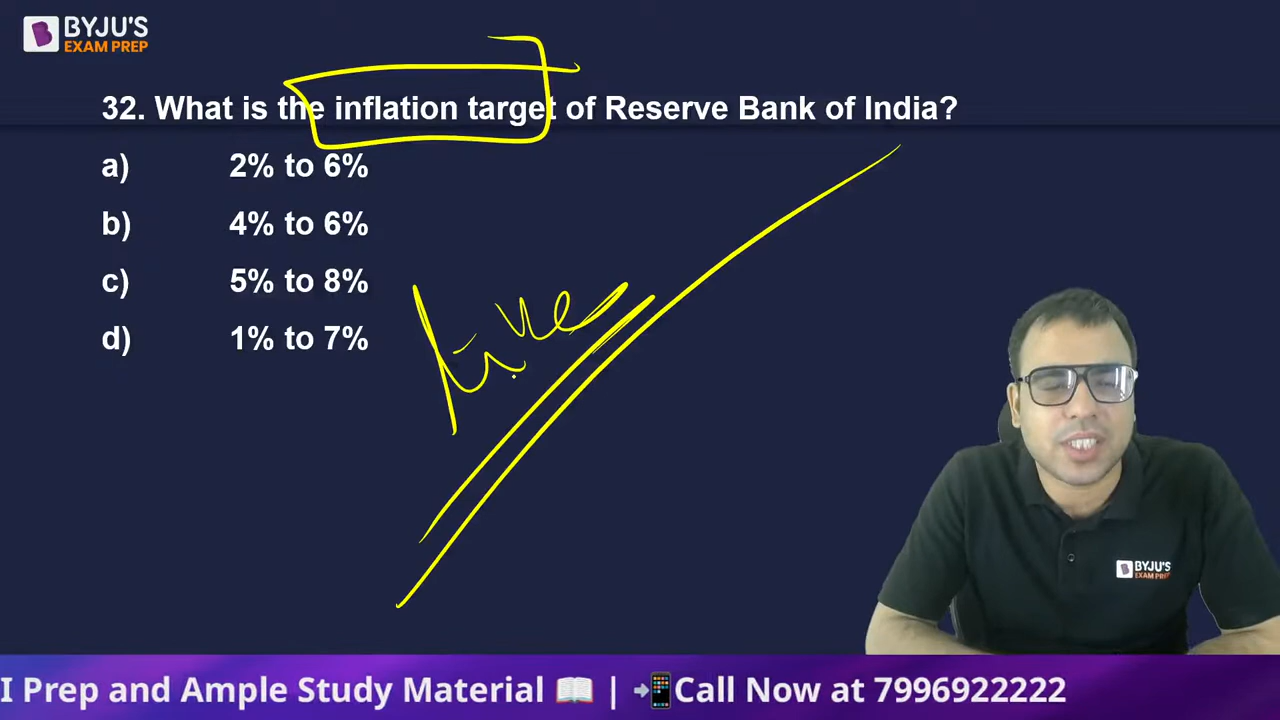 BYJU'S
EXAM PREP
32. What is the inflation target of Reserve Bank of India?
a) 2% to 6%
b) 4% to 6%
c) 5% to 8%
d) 1% to 7%
BYJU'S
EXAM PREP
I Prep and Ample Study Material 📖 | 📲Call Now at 7996922222